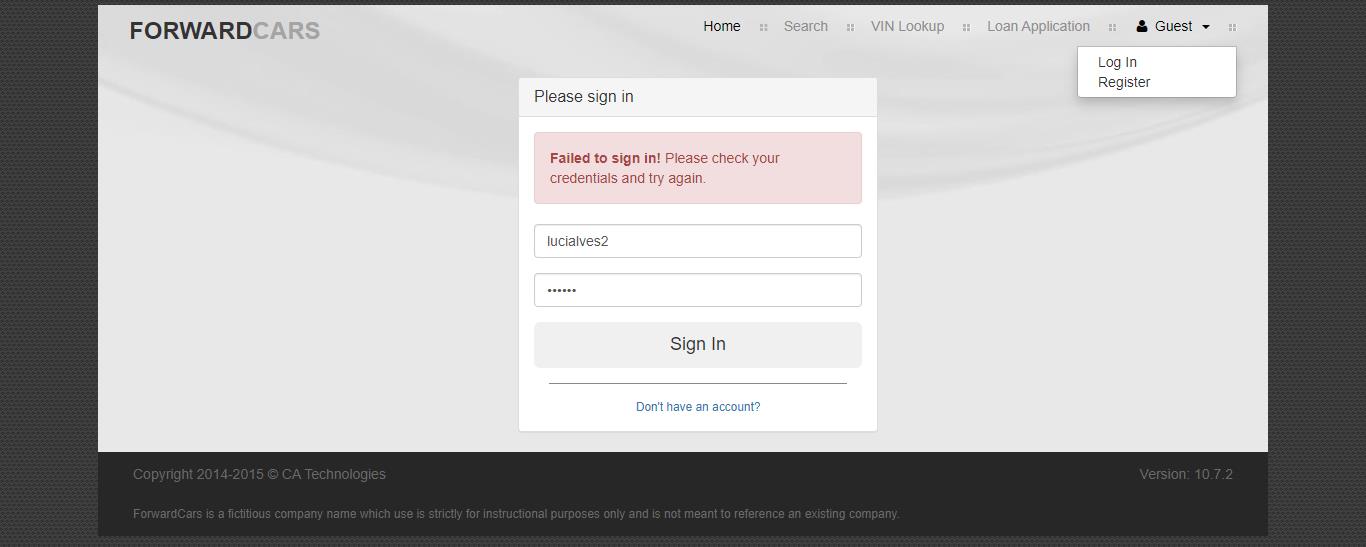 FORWARDCARS
Home Search VIN Lookup Loan Application Guest
Log In
Register
Please sign in
Failed to sign in! Please check your
credentials and try again.
lucialves2
••••••
Sign In
Don't have an account?
Copyright 2014-2015 © CA Technologies
Version: 10.7.2
ForwardCars is a fictitious company name which use is strictly for instructional purposes only and is not meant to reference an existing company.